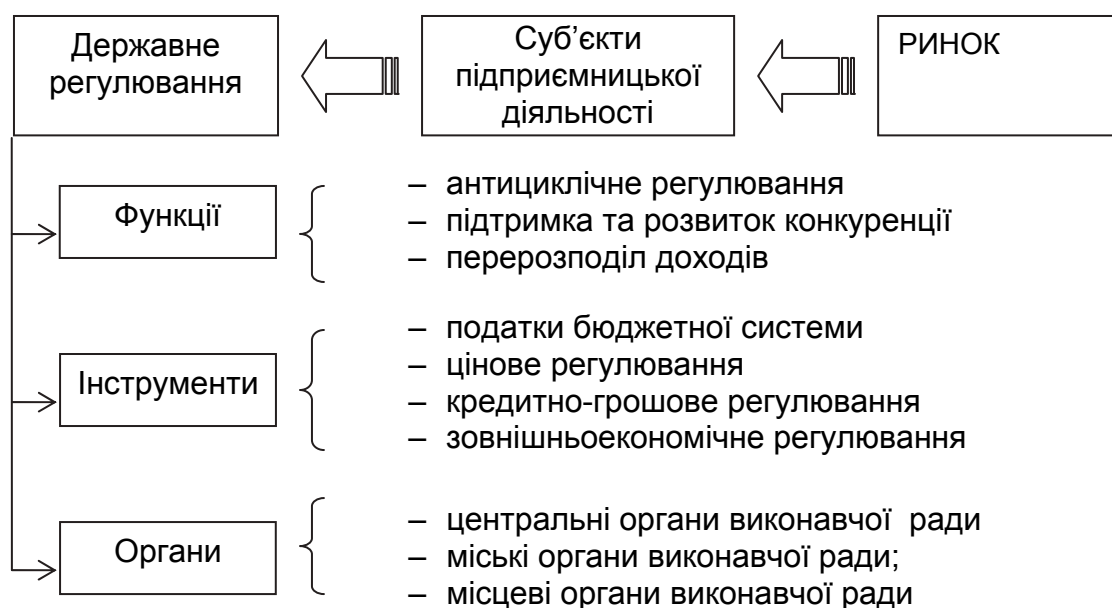 Державне
регулювання
Суб’єкти
підприємницької
діяльності
РИНОК
Функції
– антициклічне регулювання
– підтримка та розвиток конкуренції
– перерозподіл доходів
Інструменти
– податки бюджетної системи
– цінове регулювання
– кредитно-грошове регулювання
– зовнішньоекономічне регулювання
Органи
– центральні органи виконавчої ради
– міські органи виконавчої ради;
– місцеві органи виконавчої ради